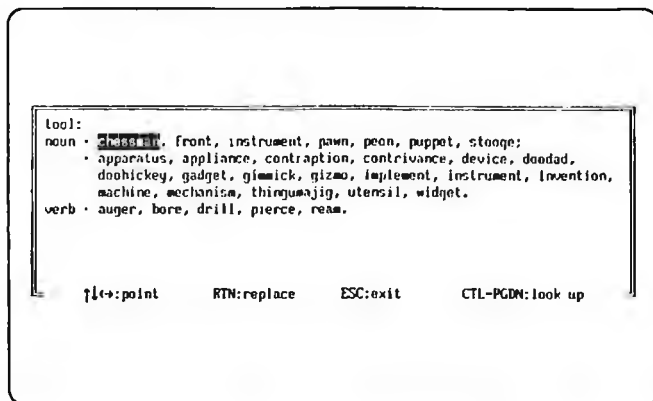 tool:
noun · chessman, front, instrument, pawn, peon, puppet, stooge;
· apparatus, appliance, contraption, contrivance, device, doodad,
doohickey, gadget, gimmick, gizmo, implement, instrument, invention,
machine, mechanism, thingumajig, utensil, widget.
verb · auger, bore, drill, pierce, ream.
↑↓←→:point RTN:replace ESC:exit CTL-PGDN:look up